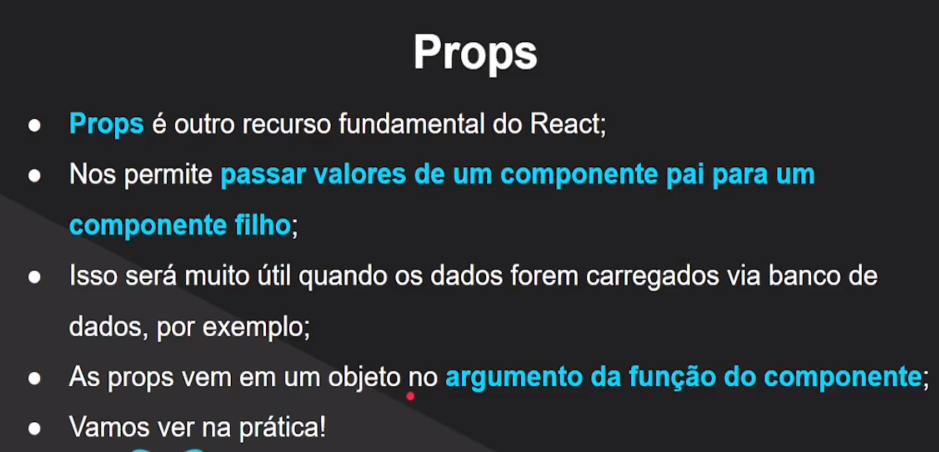 Props
● Props é outro recurso fundamental do React;
● Nos permite passar valores de um componente pai para um
componente filho;
● Isso será muito útil quando os dados forem carregados via banco de
dados, por exemplo;
● As props vem em um objeto no argumento da função do componente;
● Vamos ver na prática!